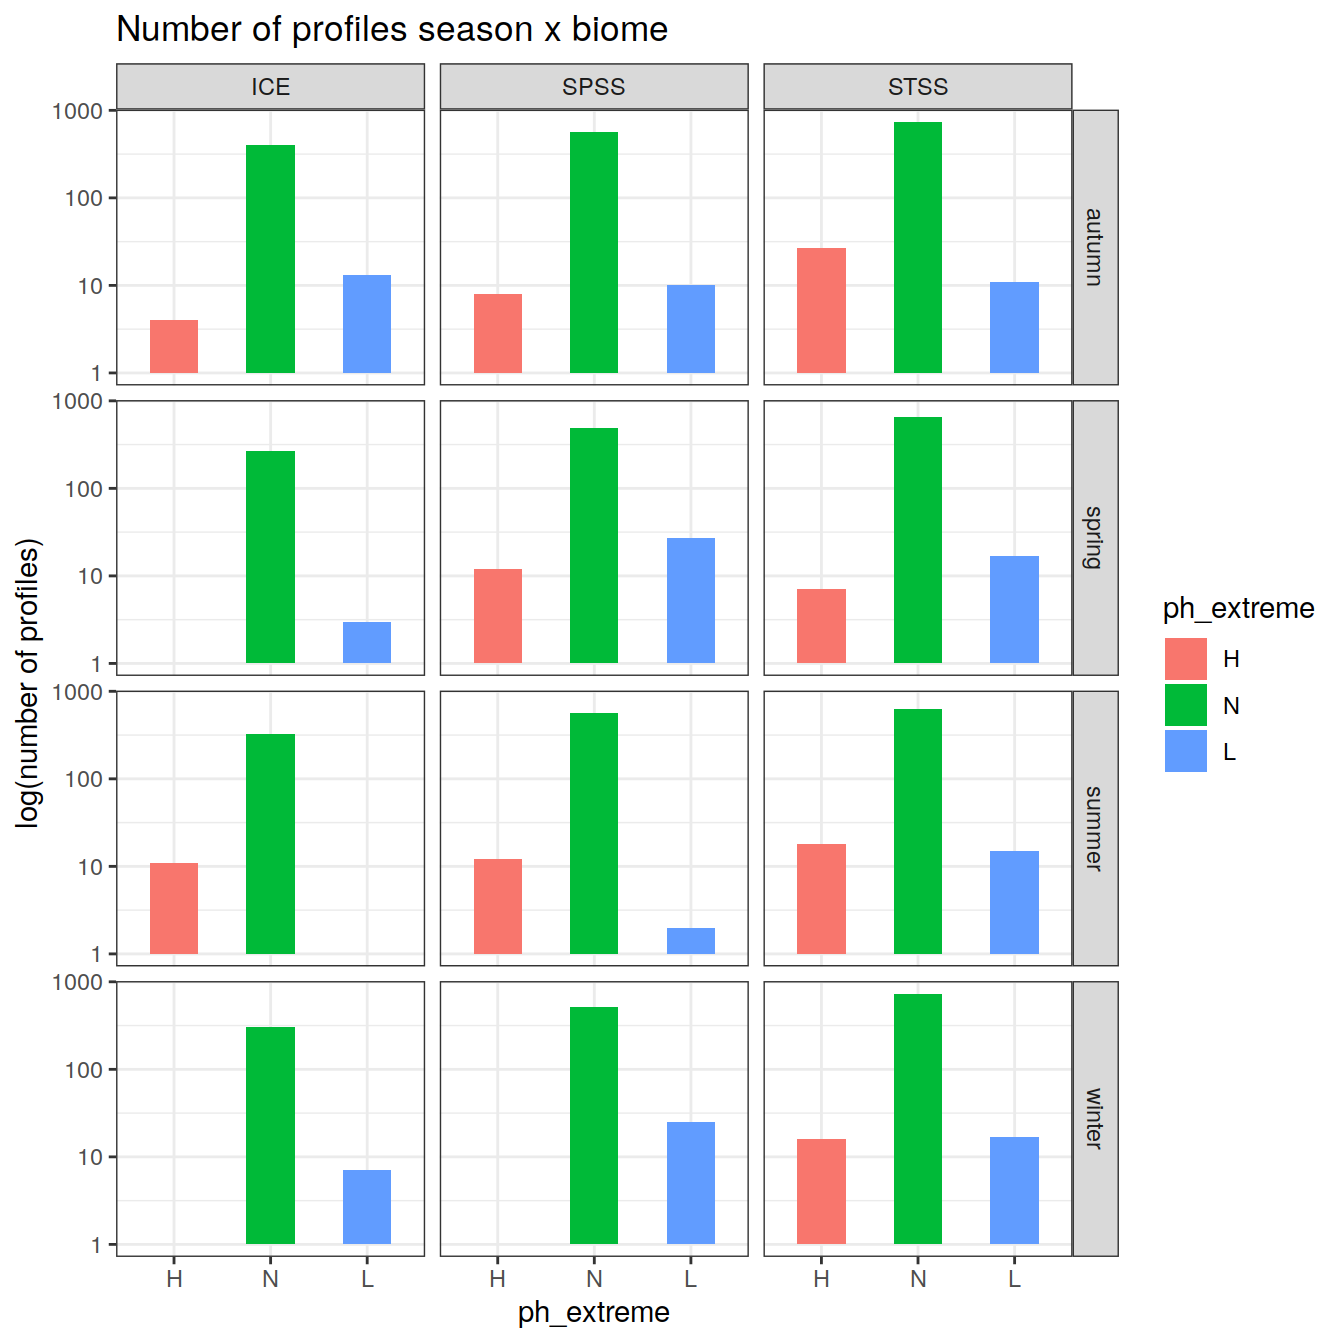 Number of profiles season x biome
ICE
SPSS
STSS
1000
100
10
1
autumn
1000
100
10
1
spring
1000
100
10
1
summer
1000
100
10
1
winter
log(number of profiles)
H
N
L
H
N
L
H
N
L
ph_extreme
ph_extreme
H
N
L